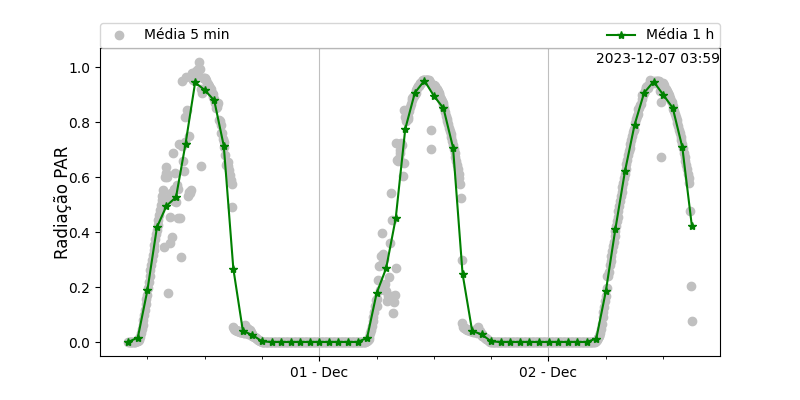 Média 5 min
Média 1 h
2023-12-07 03:59
Radiação PAR
1.0
0.8
0.6
0.4
0.2
0.0
01 - Dec
02 - Dec